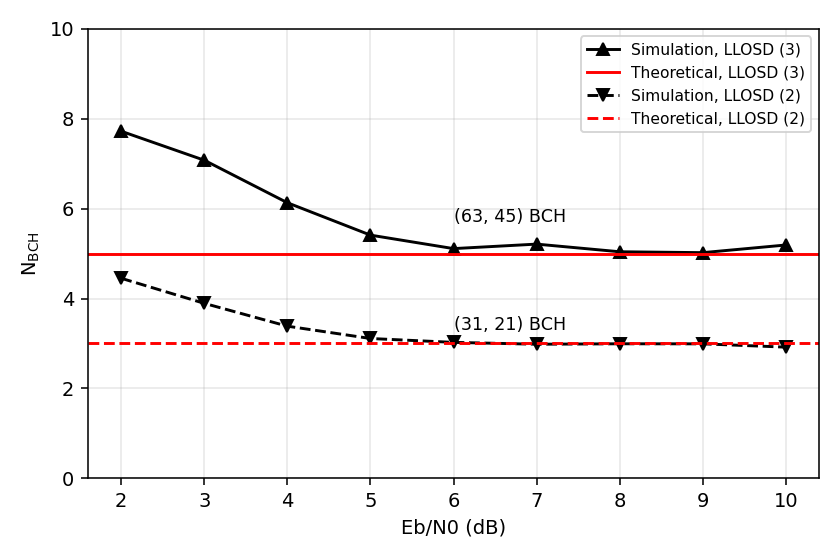 10
8
6
4
2
0
N_BCH
Simulation, LLOSD (3)
Theoretical, LLOSD (3)
Simulation, LLOSD (2)
Theoretical, LLOSD (2)
(63, 45) BCH
(31, 21) BCH
2 3 4 5 6 7 8 9 10
Eb/N0 (dB)